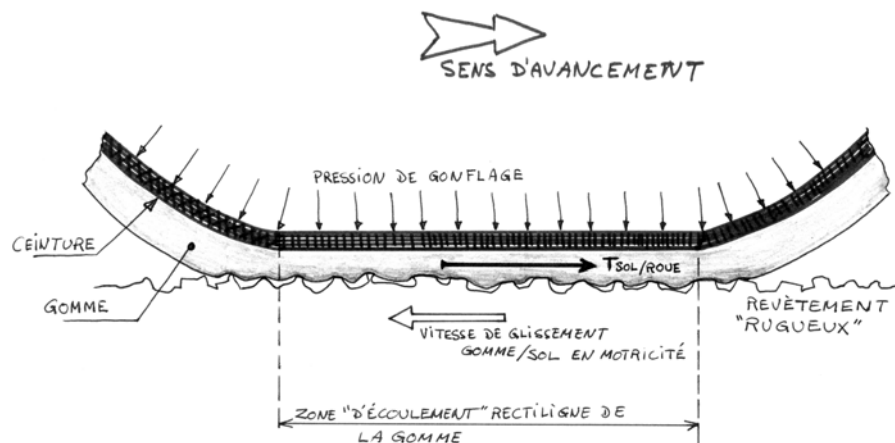 SENS D'AVANCEMENT
PRESSION DE GONFLAGE
CEINTURE
TSOL/ROUE
GOMME
REVÊTEMENT
"RUGUEUX"
VITESSE DE GLISSEMENT
GOMME/SOL EN MOTRICITÉ
ZONE "D'ÉCOULEMENT" RECTILIGNE DE
LA GOMME